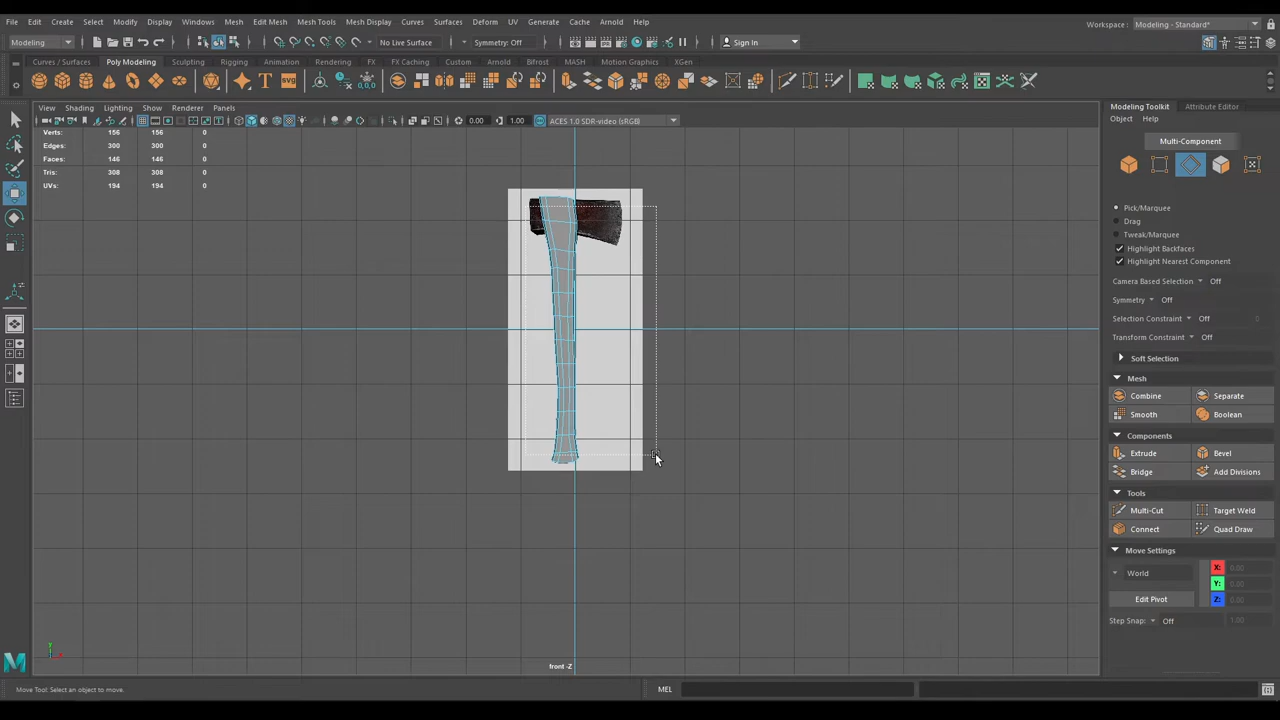 File Edit Create Select Modify Display Windows Mesh Edit Mesh Mesh Tools Mesh Display Curves Surfaces Deform UV Generate Cache Arnold Help
Workspace : Modeling - Standard*
Modeling No Live Surface Symmetry: Off Sign In
Curves / Surfaces Poly Modeling Sculpting Rigging Animation Rendering FX FX Caching Custom Arnold Bifrost MASH Motion Graphics XGen
View Shading Lighting Show Renderer Panels
0.00 1.00 ACES 1.0 SDR-video (sRGB)
Verts: 156 156 0
Edges: 300 300 0
Faces: 146 146 0
Tris: 308 308 0
UVs: 194 194 0
front -Z
Modeling Toolkit Attribute Editor
Object Help
Multi-Component
Pick/Marquee
Drag
Tweak/Marquee
Highlight Backfaces
Highlight Nearest Component
Camera Based Selection Off
Symmetry Off
Selection Constraint Off
Transform Constraint Off
Soft Selection
Mesh
Combine Separate
Smooth Boolean
Components
Extrude Bevel
Bridge Add Divisions
Tools
Multi-Cut Target Weld
Connect Quad Draw
Move Settings
World X: 0.00
Y: 0.00
Edit Pivot Z: 0.00
Step Snap: Off 1.00
Move Tool: Select an object to move. MEL